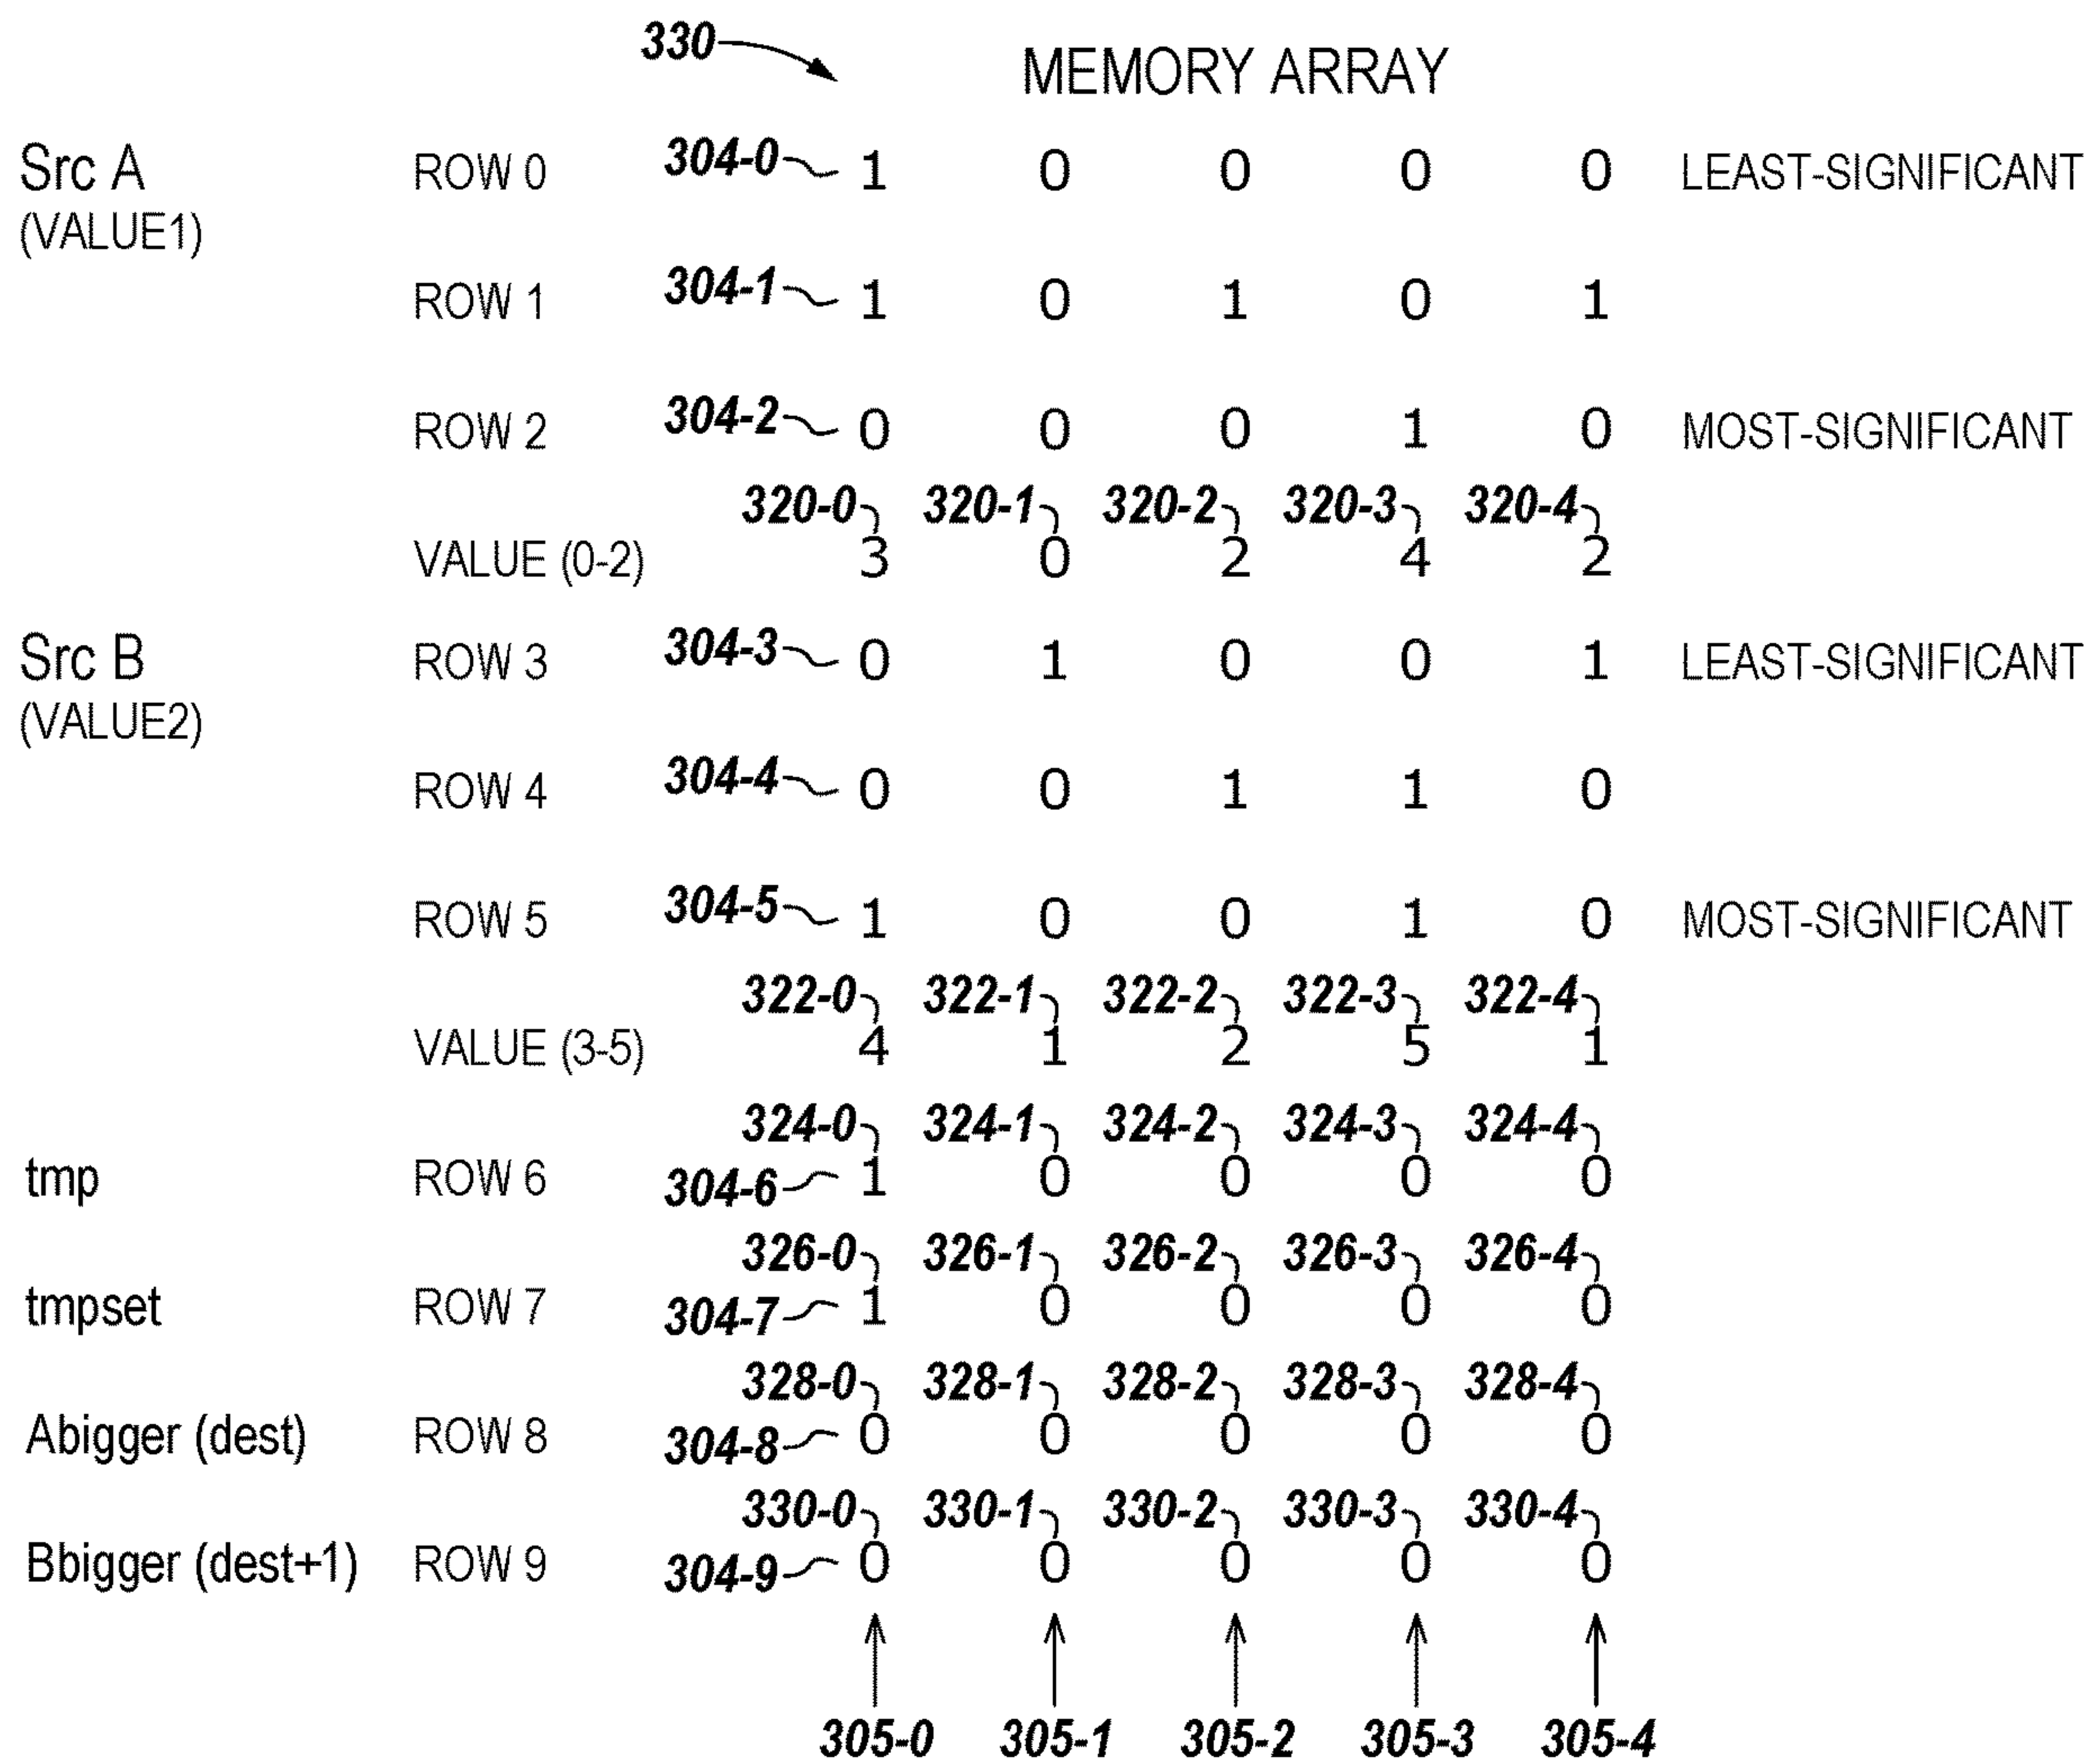 330 MEMORY ARRAY
Src A ROW 0 304-0 1 0 0 0 0 LEAST-SIGNIFICANT
(VALUE1)
ROW 1 304-1 1 0 1 0 1
ROW 2 304-2 0 0 0 1 0 MOST-SIGNIFICANT
320-0 320-1 320-2 320-3 320-4
VALUE (0-2) 3 0 2 4 2
Src B ROW 3 304-3 0 1 0 0 1 LEAST-SIGNIFICANT
(VALUE2)
ROW 4 304-4 0 0 1 1 0
ROW 5 304-5 1 0 0 1 0 MOST-SIGNIFICANT
322-0 322-1 322-2 322-3 322-4
VALUE (3-5) 4 1 2 5 1
324-0 324-1 324-2 324-3 324-4
tmp ROW 6 304-6 1 0 0 0 0
326-0 326-1 326-2 326-3 326-4
tmpset ROW 7 304-7 1 0 0 0 0
328-0 328-1 328-2 328-3 328-4
Abigger (dest) ROW 8 304-8 0 0 0 0 0
330-0 330-1 330-2 330-3 330-4
Bbigger (dest+1) ROW 9 304-9 0 0 0 0 0
305-0 305-1 305-2 305-3 305-4